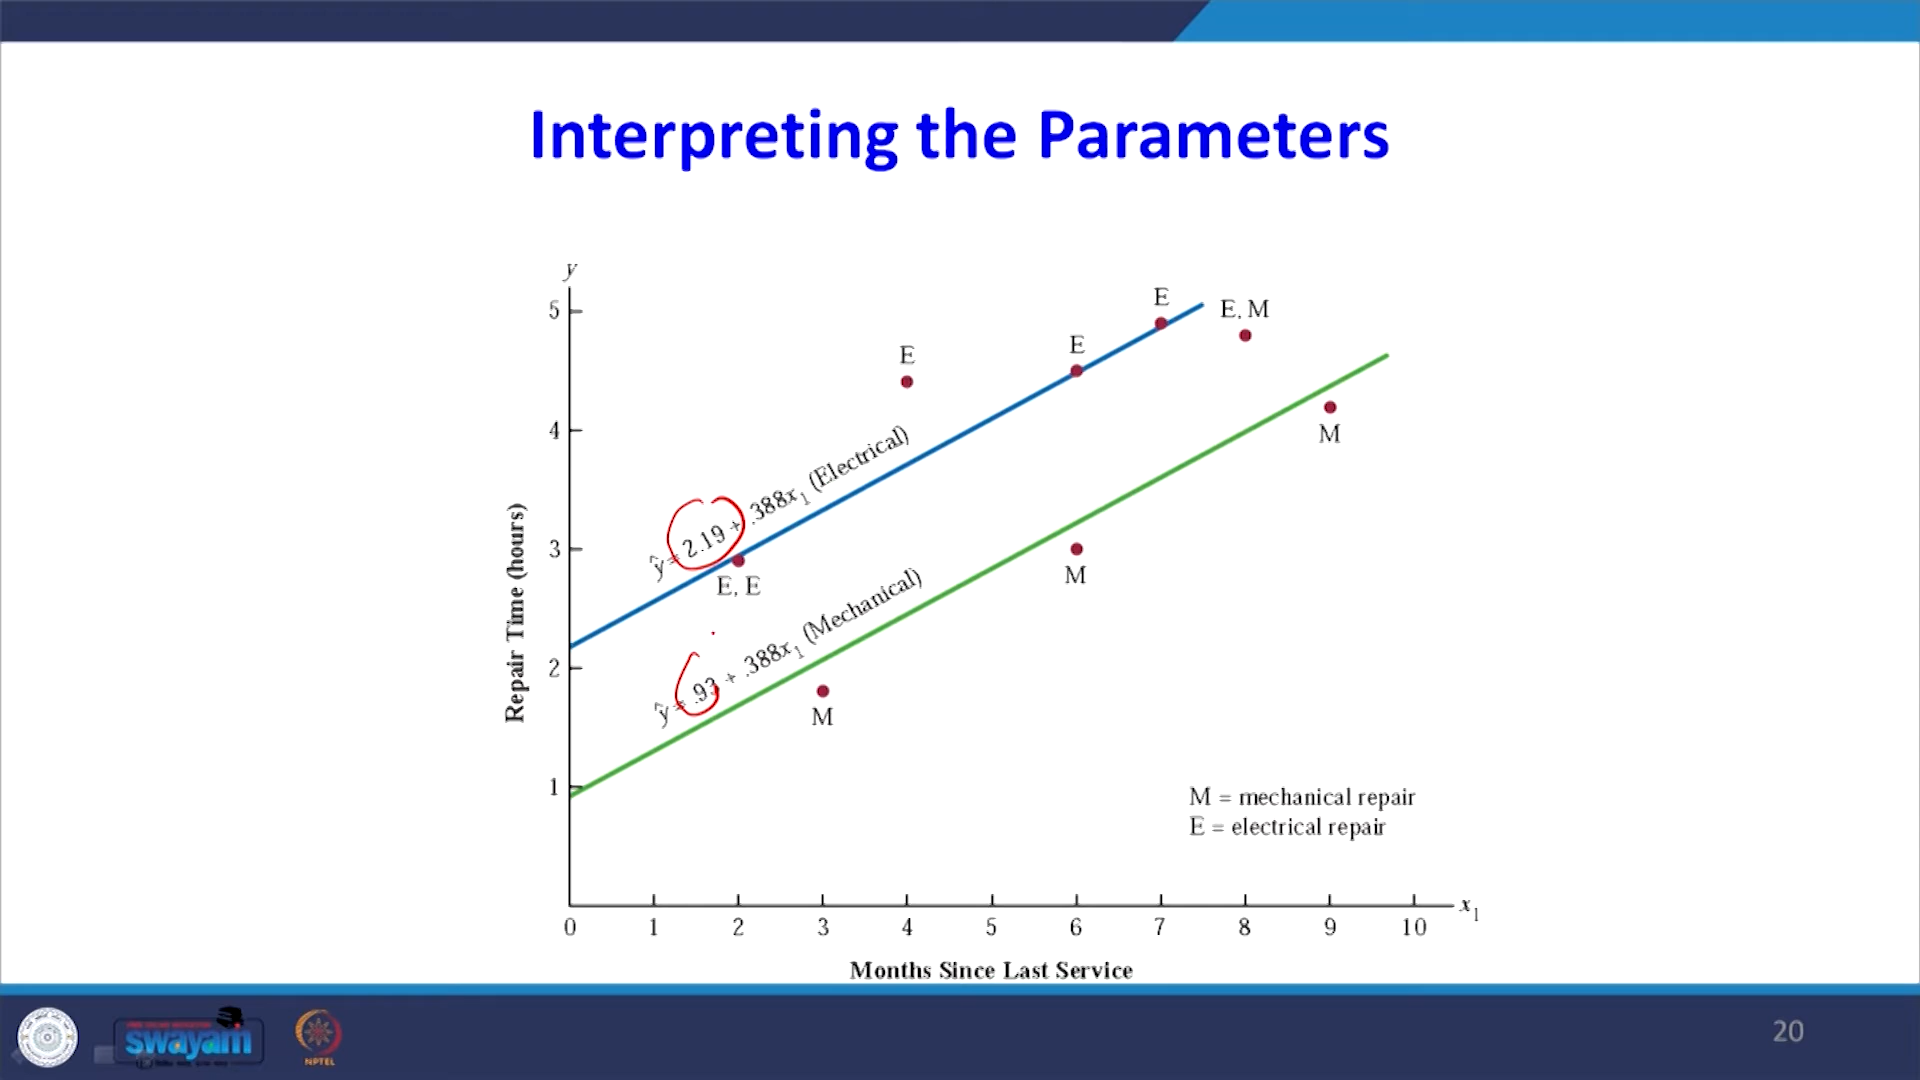 Interpreting the Parameters
y
5
4
3
2
1
Repair Time (hours)
E
E, M
E
E
ŷ = 2.19 + .388x₁ (Electrical)
M
E, E
M
ŷ = .93 + .388x₁ (Mechanical)
M
M = mechanical repair
E = electrical repair
0 1 2 3 4 5 6 7 8 9 10
x₁
Months Since Last Service
swayam
NPTEL
20